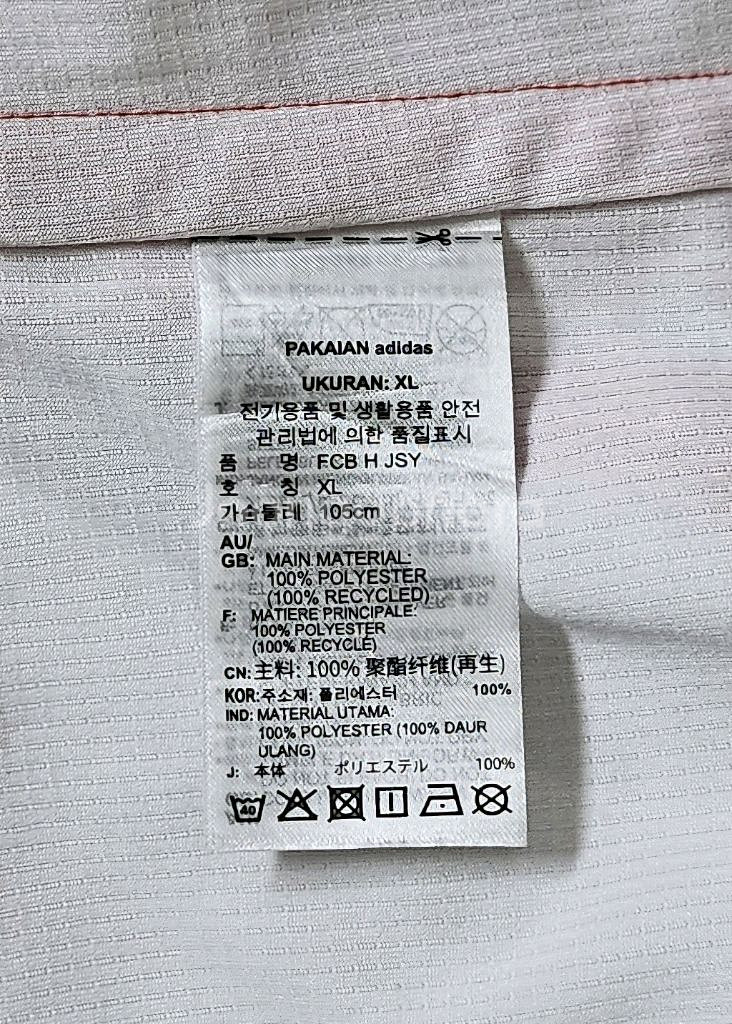 PAKAIAN adidas
UKURAN: XL
전기용품 및 생활용품 안전
관리법에 의한 품질표시
품 명 FCB H JSY
호 칭 XL
가슴둘레 105cm
AU/
GB: MAIN MATERIAL:
100% POLYESTER
(100% RECYCLED)
F: MATIERE PRINCIPALE:
100% POLYESTER
(100% RECYCLÉ)
CN: 主料: 100% 聚酯纤维(再生)
KOR: 주소재: 폴리에스터 100%
IND: MATERIAL UTAMA:
100% POLYESTER (100% DAUR
ULANG)
J: 本体 ポリエステル 100%
40